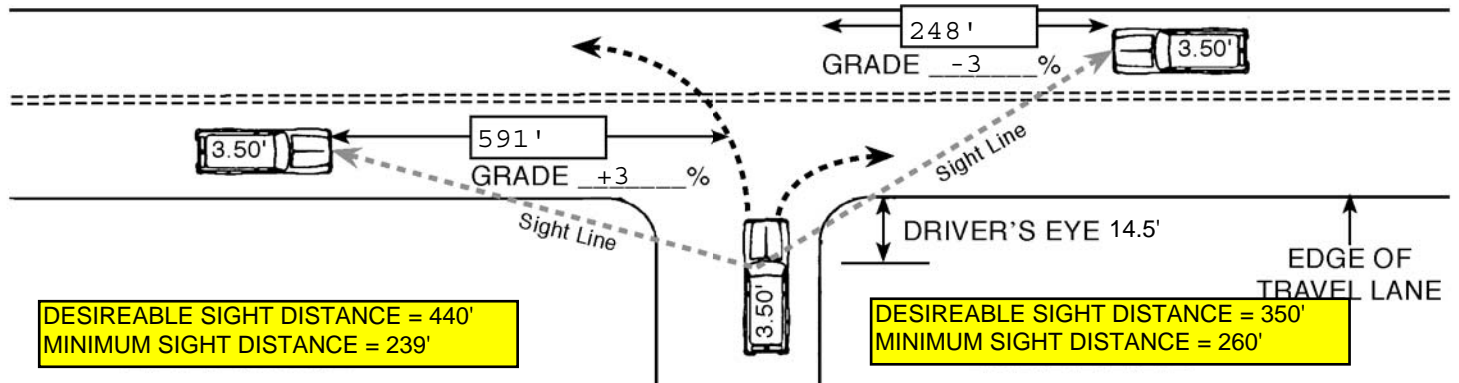 248'
3.50'
GRADE -3 %
591'
3.50'
GRADE +3 %
Sight Line
Sight Line
DRIVER'S EYE 14.5'
EDGE OF
TRAVEL LANE
3.50'
DESIREABLE SIGHT DISTANCE = 440'
MINIMUM SIGHT DISTANCE = 239'
DESIREABLE SIGHT DISTANCE = 350'
MINIMUM SIGHT DISTANCE = 260'